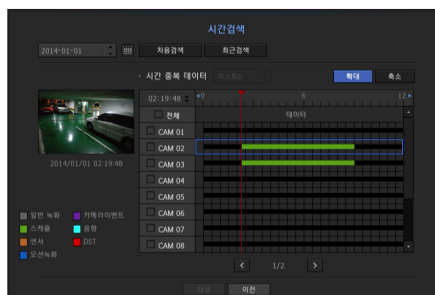 시간검색
2014-01-01
처음검색 최근검색
시간 중복 데이터 리스트0 확대 축소
02:19:48 0 6 12
전체 데이터
CAM 01
CAM 02
CAM 03
CAM 04
CAM 05
CAM 06
CAM 07
CAM 08
2014/01/01 02:19:48
일반 녹화 카메라이벤트
스케줄 음향
센서 DST
모션녹화
1/2
재생 이전